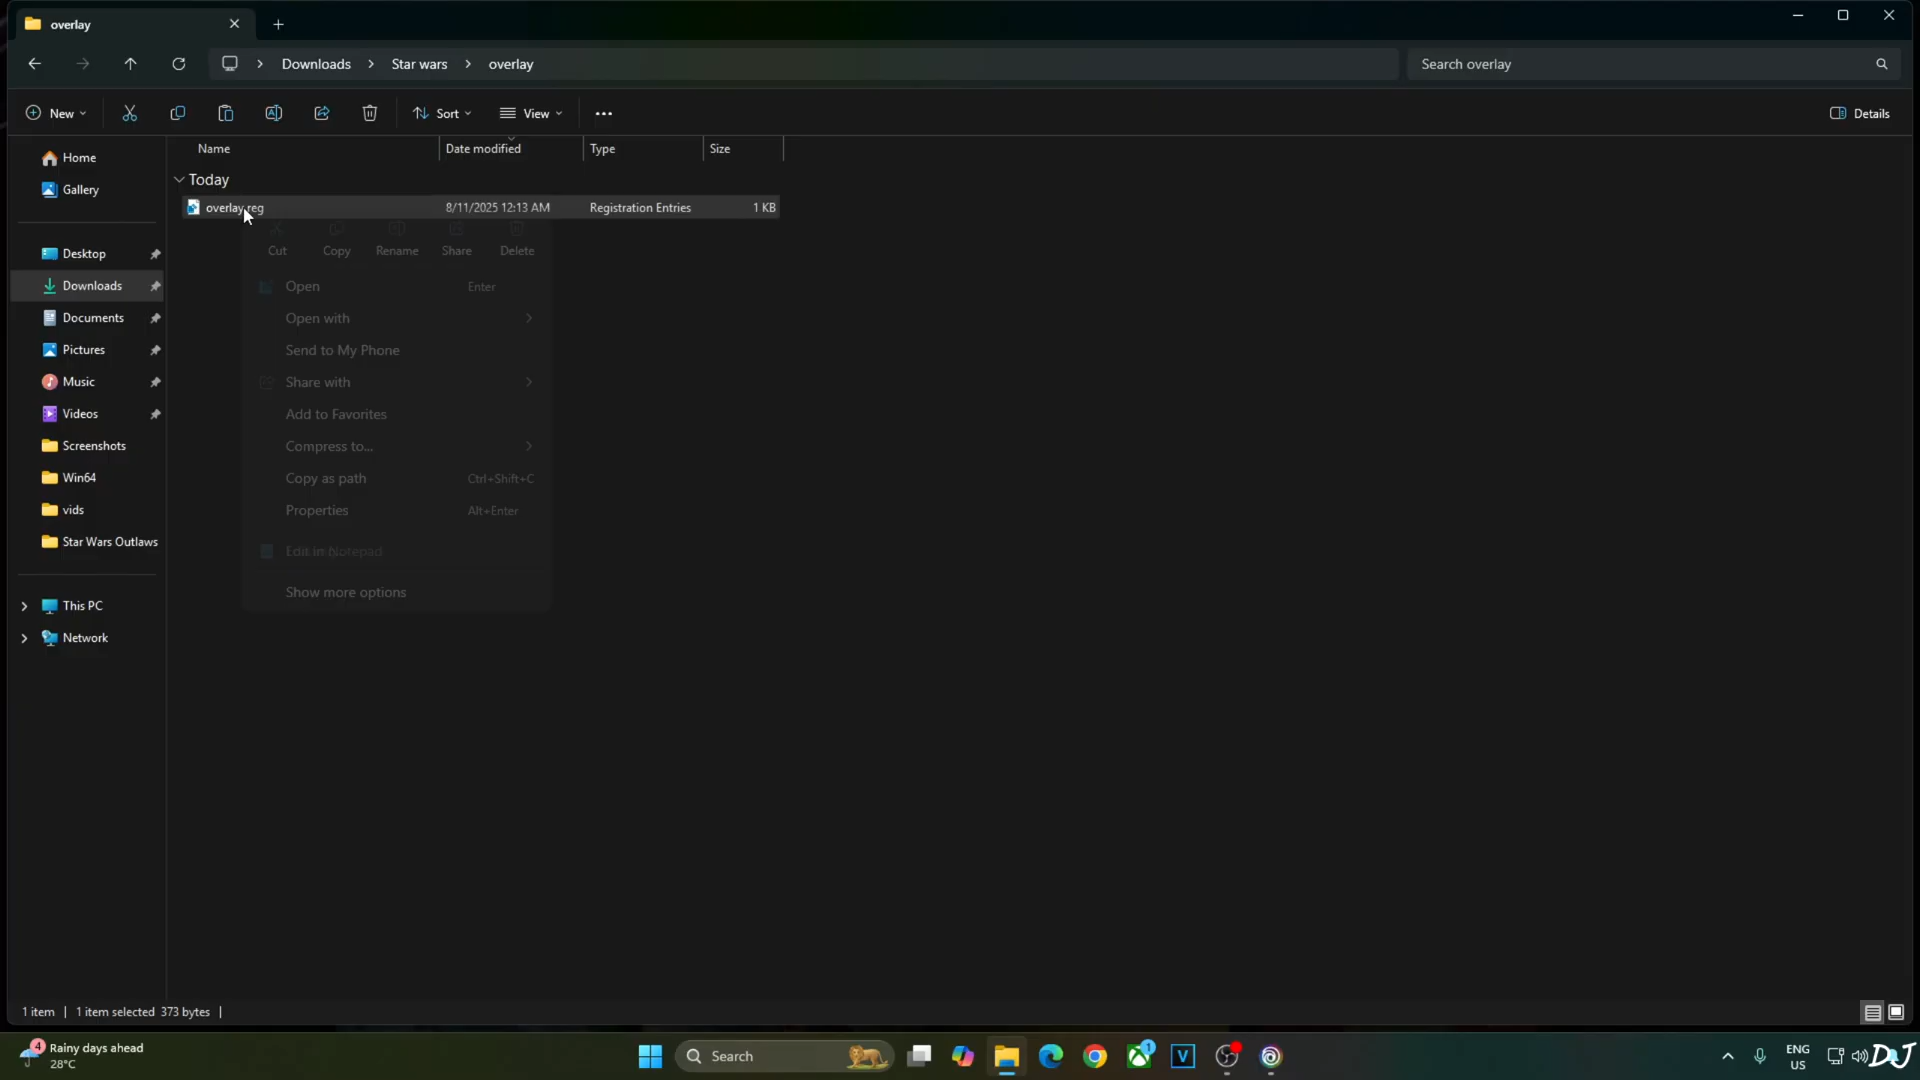 overlay
Downloads > Star wars > overlay
Search overlay
New
Sort
View
Details
Name
Date modified
Type
Size
Home
Gallery
Desktop
Downloads
Documents
Pictures
Music
Videos
Screenshots
Win64
vids
Star Wars Outlaws
This PC
Network
Today
overlay.reg 8/11/2025 12:13 AM Registration Entries 1 KB
Cut Copy Rename Share Delete
Open Enter
Open with
Send to My Phone
Share with
Add to Favorites
Compress to...
Copy as path Ctrl+Shift+C
Properties Alt+Enter
Edit in Notepad
Show more options
1 item | 1 item selected 373 bytes |
4
Rainy days ahead
28°C
Search
1
V
ENG
US
DJ